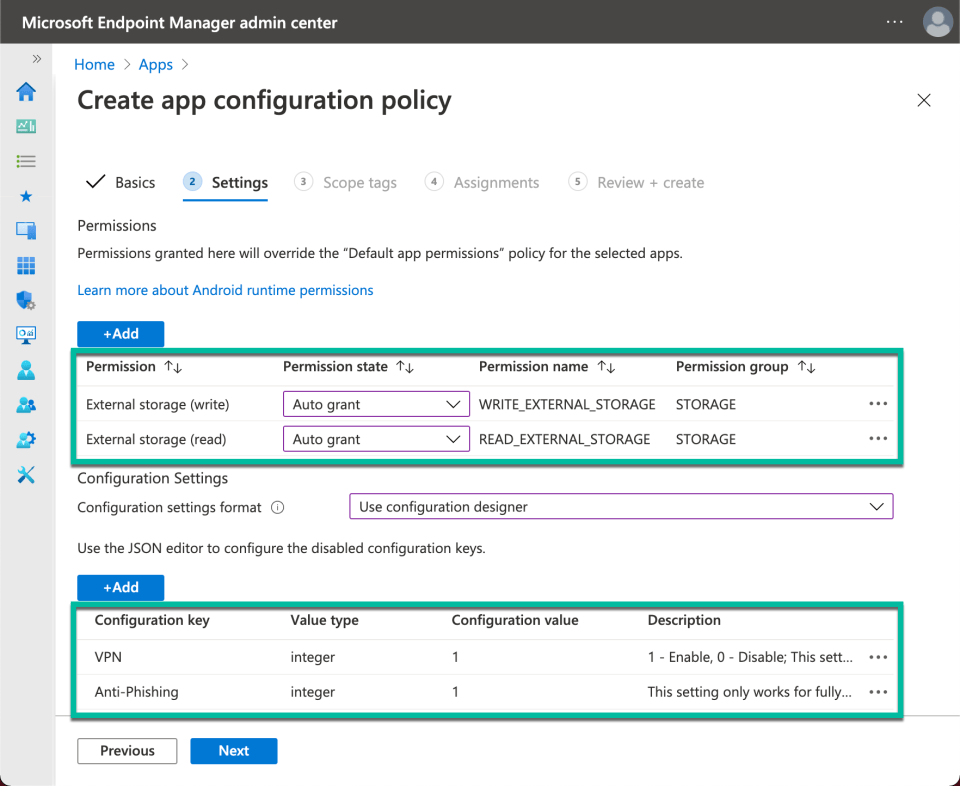 Microsoft Endpoint Manager admin center ...
Home > Apps >
Create app configuration policy
Basics 2 Settings 3 Scope tags 4 Assignments 5 Review + create
Permissions
Permissions granted here will override the “Default app permissions” policy for the selected apps.
Learn more about Android runtime permissions
+Add
Permission ↑↓ Permission state ↑↓ Permission name ↑↓ Permission group ↑↓
External storage (write) Auto grant WRITE_EXTERNAL_STORAGE STORAGE ...
External storage (read) Auto grant READ_EXTERNAL_STORAGE STORAGE ...
Configuration Settings
Configuration settings format Use configuration designer
Use the JSON editor to configure the disabled configuration keys.
+Add
Configuration key Value type Configuration value Description
VPN integer 1 1 - Enable, 0 - Disable; This sett... ...
Anti-Phishing integer 1 This setting only works for fully... ...
Previous Next